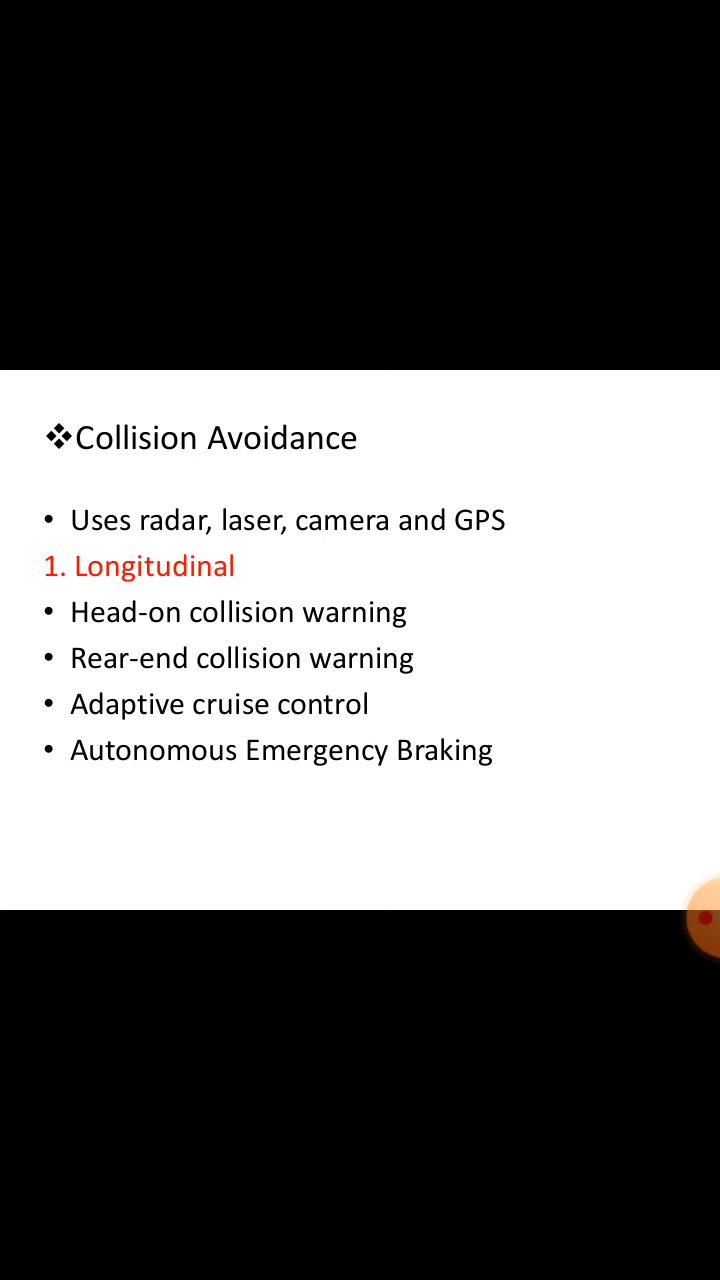 ❖Collision Avoidance
• Uses radar, laser, camera and GPS
1. Longitudinal
• Head-on collision warning
• Rear-end collision warning
• Adaptive cruise control
• Autonomous Emergency Braking